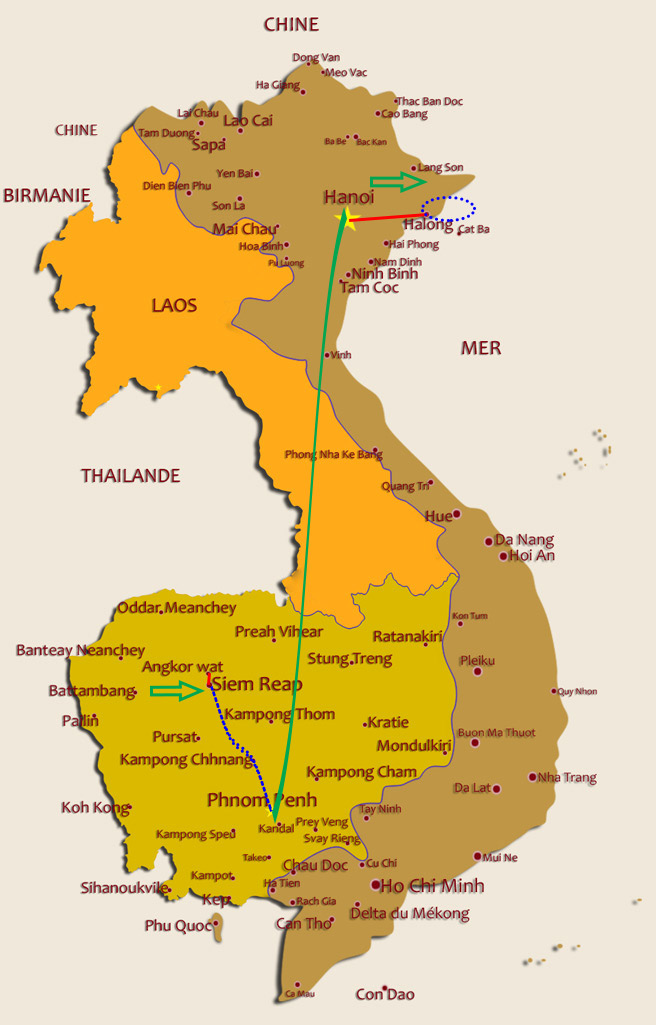 CHINE
Dong Van
Meo Vac
Ha Giang
Thac Ban Doc
Cao Bang
Lai Chau
Lao Cai
CHINE
Tam Duong
Sapa
Ba Be
Bac Kan
Lang Son
Yen Bai
Dien Bien Phu
BIRMANIE
Hanoi
Son La
Halong
Mai Chau
Cat Ba
Hoa Binh
Hai Phong
Pu Luong
Nam Dinh
Ninh Binh
Tam Coc
LAOS
MER
Vinh
Phong Nha Ke Bang
THAILANDE
Quang Tri
Hue
Da Nang
Hoi An
Oddar Meanchey
Kon Tum
Preah Vihear
Ratanakiri
Banteay Neanchey
Stung Treng
Angkor wat
Pleiku
Siem Reap
Battambang
Quy Nhon
Kampong Thom
Pailin
Kratie
Pursat
Buon Ma Thuot
Mondulkiri
Kampong Chhnang
Kampong Cham
Nha Trang
Da Lat
Phnom Penh
Koh Kong
Tay Ninh
Prey Veng
Kandal
Kampong Speu
Svay Rieng
Takeo
Mui Ne
Chau Doc
Cu Chi
Kampot
Ha Tien
Sihanoukville
Ho Chi Minh
Kep
Rach Gia
Delta du Mékong
Phu Quoc
Can Tho
Ca Mau
Con Dao